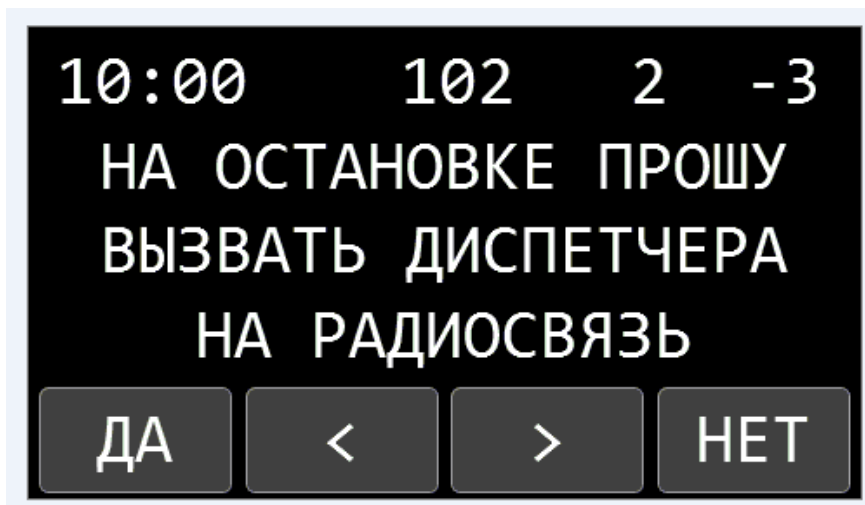 10:00 102 2 -3
НА ОСТАНОВКЕ ПРОШУ
ВЫЗВАТЬ ДИСПЕТЧЕРА
НА РАДИОСВЯЗЬ
ДА < > НЕТ